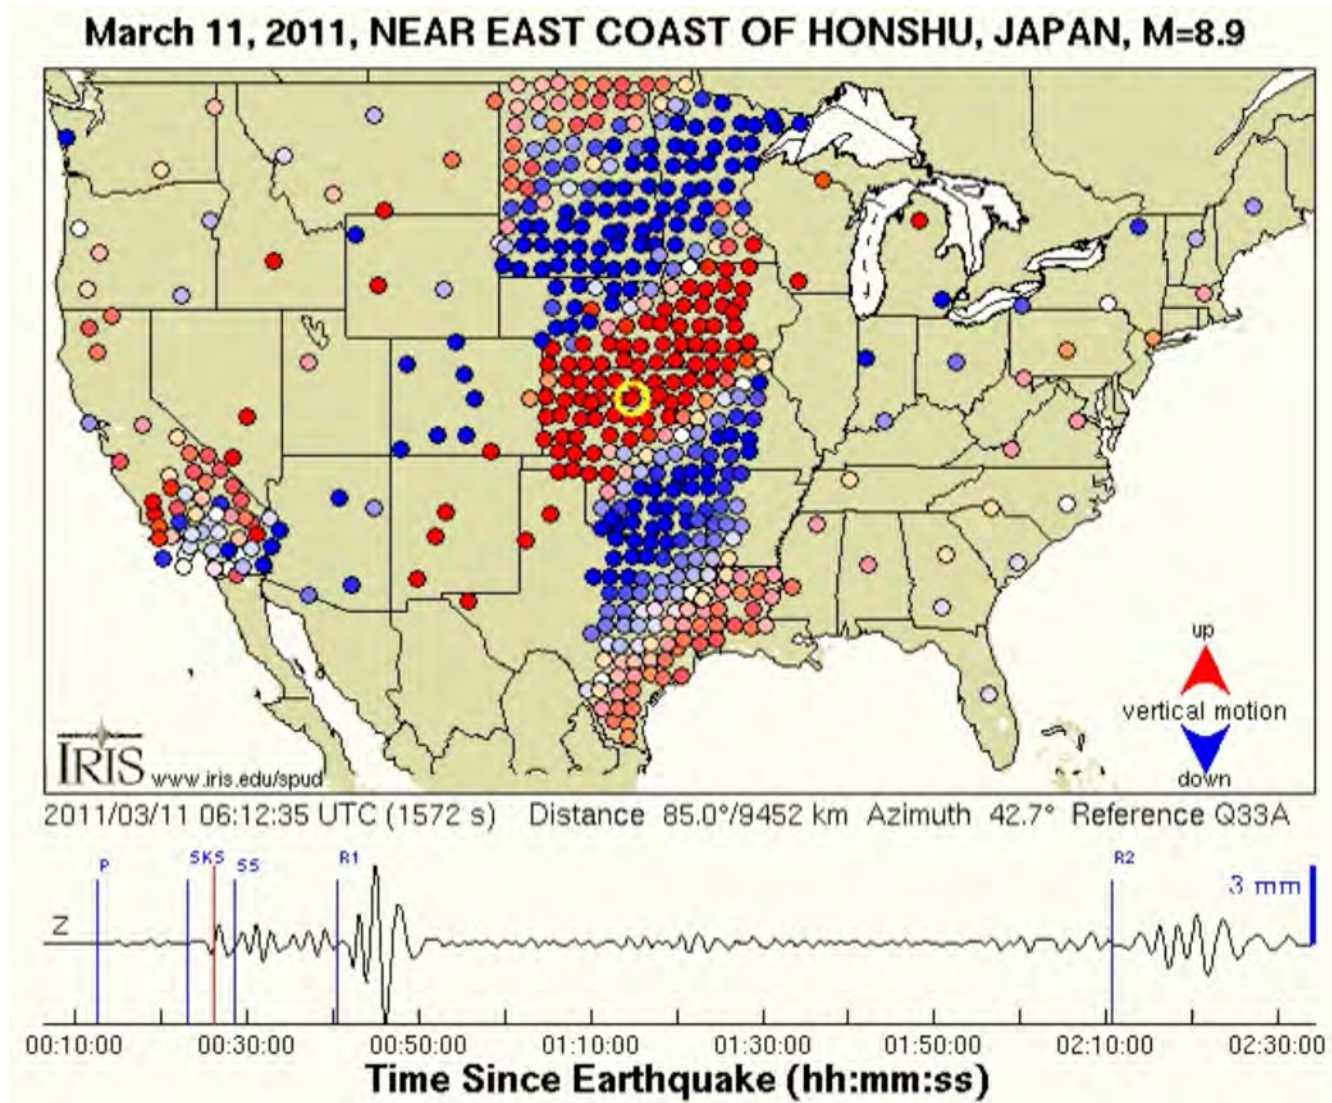 March 11, 2011, NEAR EAST COAST OF HONSHU, JAPAN, M=8.9
up
vertical motion
down
IRIS www.iris.edu/spud
2011/03/11 06:12:35 UTC (1572 s) Distance 85.0°/9452 km Azimuth 42.7° Reference Q33A
P SKS SS R1 R2
3 mm
Z
00:10:00 00:30:00 00:50:00 01:10:00 01:30:00 01:50:00 02:10:00 02:30:00
Time Since Earthquake (hh:mm:ss)